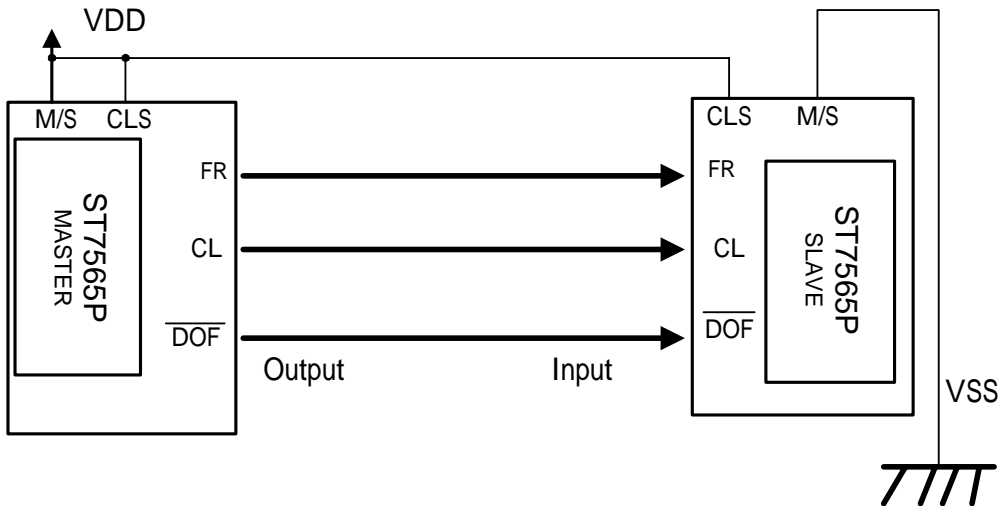 VDD
M/S CLS
CLS M/S
FR
FR
ST7565P
MASTER
CL
CL
ST7565P
SLAVE
DOF
DOF
Output
Input
VSS